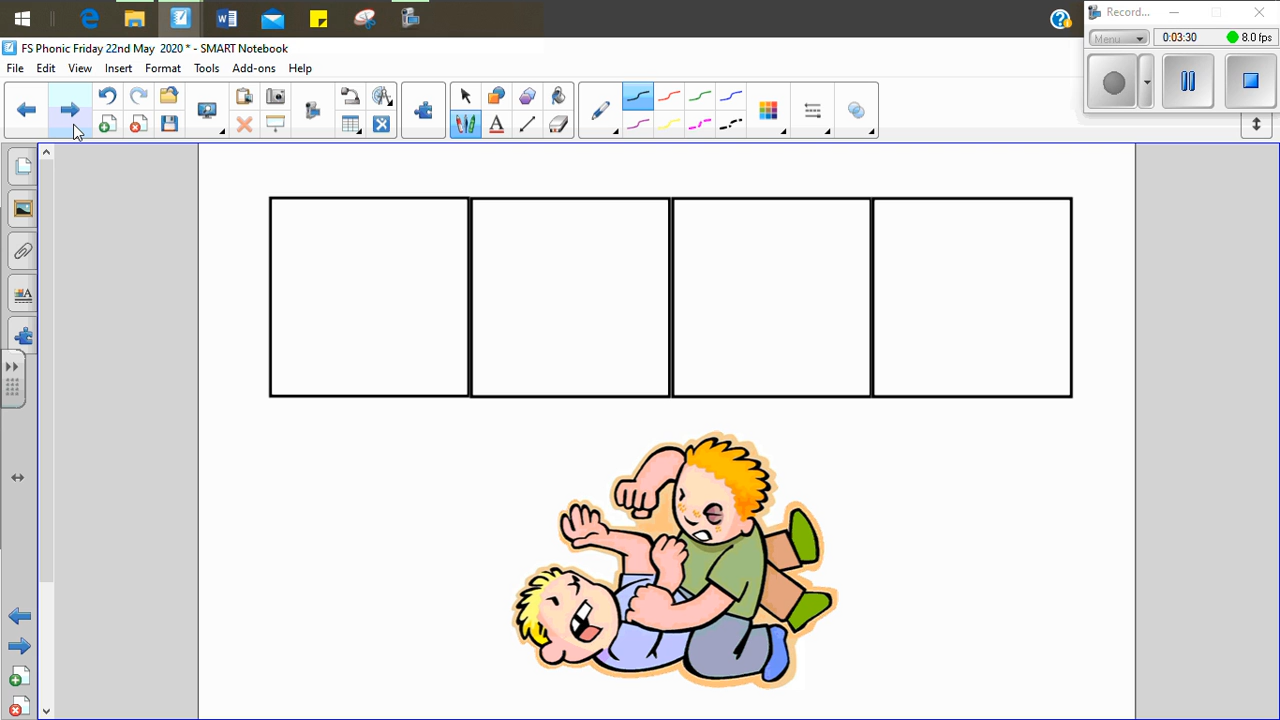 Record...
FS Phonic Friday 22nd May 2020 * - SMART Notebook
Menu
0:03:30
8.0 fps
File Edit View Insert Format Tools Add-ons Help